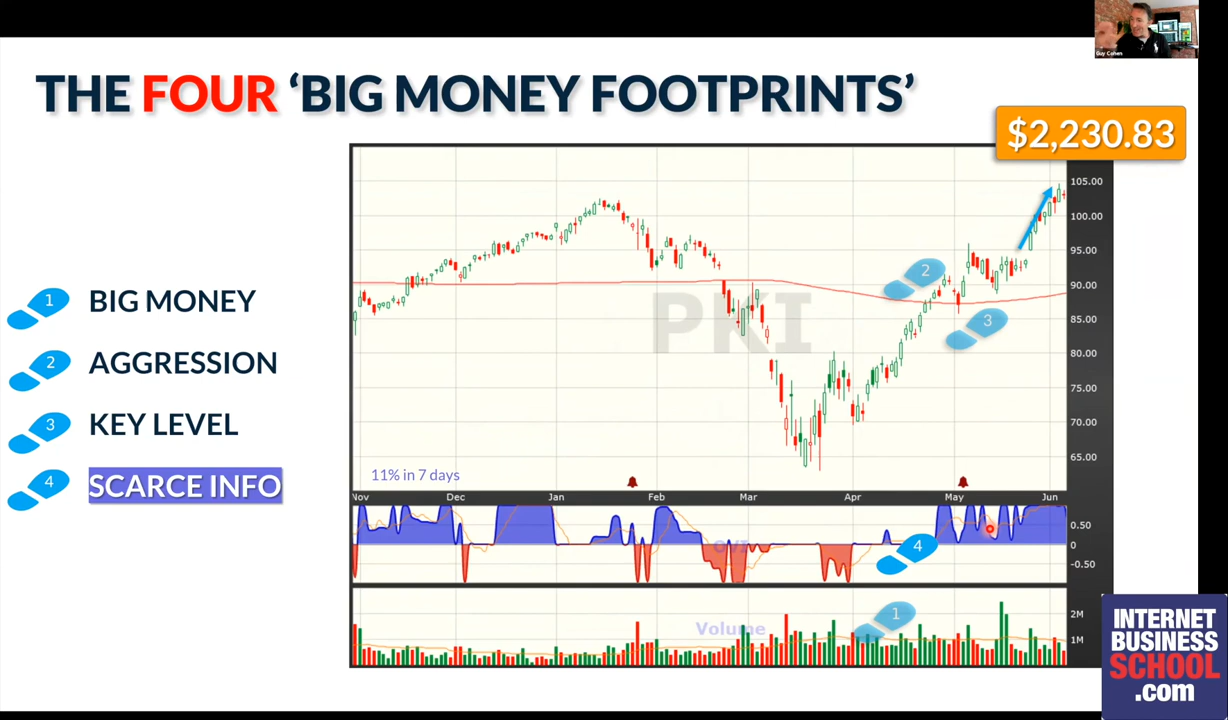 Guy Cohen
THE FOUR ‘BIG MONEY FOOTPRINTS’
$2,230.83
1 BIG MONEY
2 AGGRESSION
3 KEY LEVEL
4 SCARCE INFO
PKI
2
3
11% in 7 days
105.00
100.00
95.00
90.00
85.00
80.00
75.00
70.00
65.00
Nov Dec Jan Feb Mar Apr May Jun
OVI
4
0.50
0
-0.50
Volume
1
2M
1M
INTERNET
BUSINESS
SCHOOL
.com